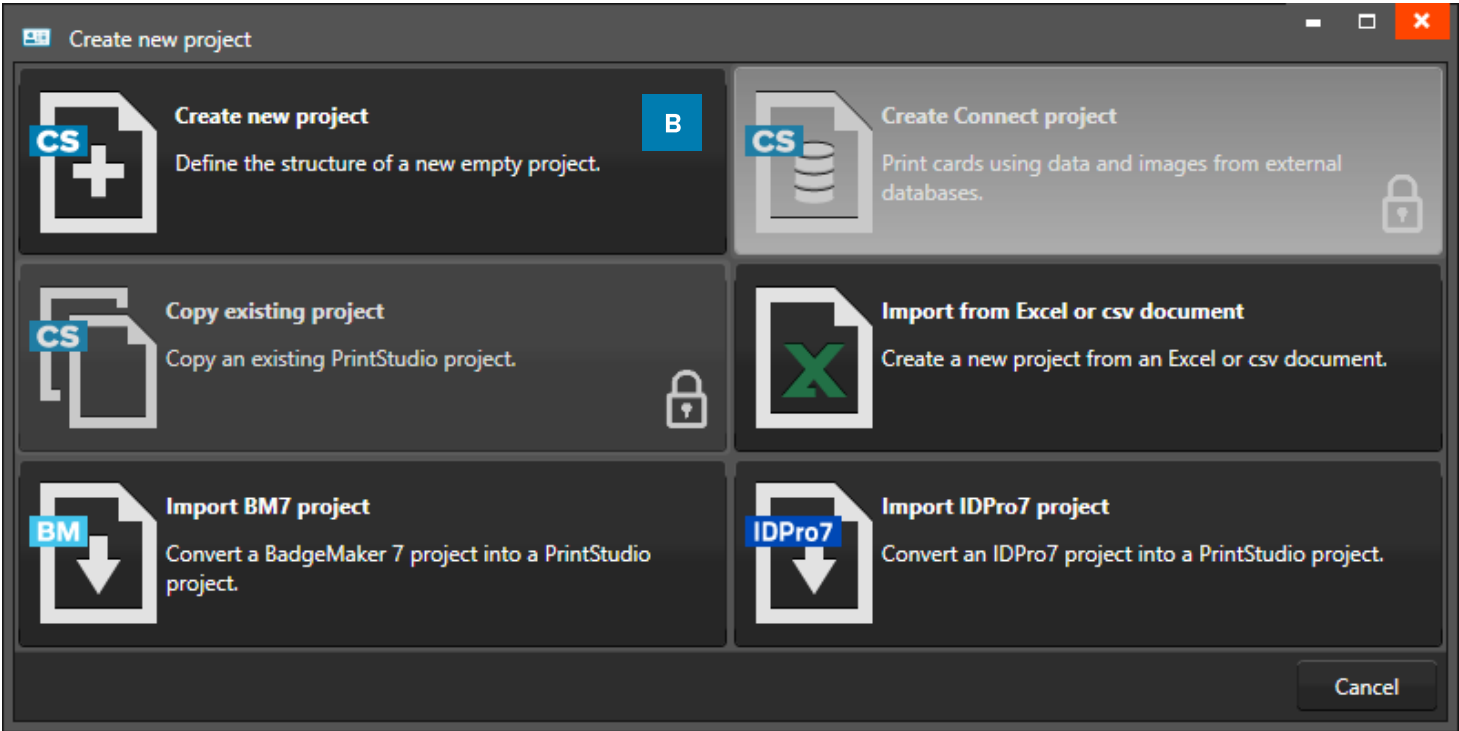 Create new project
CS
Create new project
B
Define the structure of a new empty project.
CS
Create Connect project
Print cards using data and images from external
databases.
CS
Copy existing project
Copy an existing PrintStudio project.
X
Import from Excel or csv document
Create a new project from an Excel or csv document.
BM
Import BM7 project
Convert a BadgeMaker 7 project into a PrintStudio
project.
IDPro7
Import IDPro7 project
Convert an IDPro7 project into a PrintStudio project.
Cancel